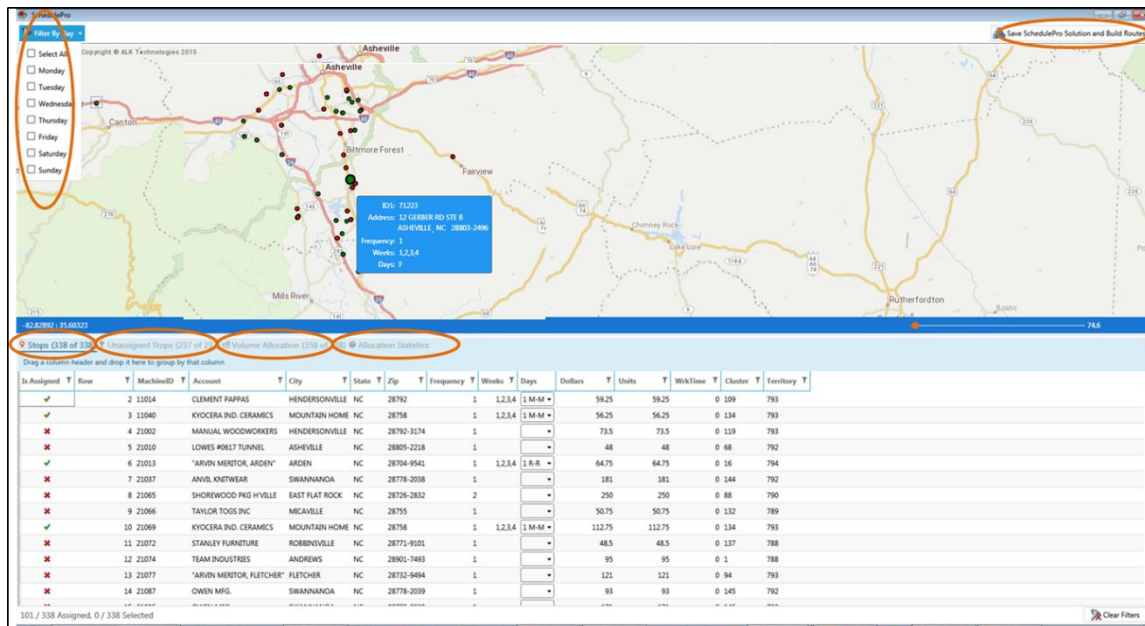 SchedulePro
Filter By Day
Save SchedulePro Solution and Build Routes
Select All
Monday
Tuesday
Wednesday
Thursday
Friday
Saturday
Sunday
Copyright © ALK Technologies 2015
Asheville
Asheville
Canton
Biltmore Forest
Fairview
Chimney Rock
Lake Lure
Mills River
Rutherfordton
Bostic
ID1: 71223
Address: 12 GERBER RD STE B
ASHEVILLE, NC 28803-2496
Frequency: 1
Weeks: 1,2,3,4
Days: F
-82.82892 : 35.60323
74.6
Stops (338 of 338) Unassigned Stops (237 of Volume Allocation (338 of Allocation Statistics
Drag a column header and drop it here to group by that column
Is Assigned Row MachineID Account City State Zip Frequency Weeks Days Dollars Units WrkTime Cluster Territory
2 11014 CLEMENT PAPPAS HENDERSONVILLE NC 28792 1 1,2,3,4 1 M-M 59.25 59.25 0 109 793
3 11040 KYOCERA IND. CERAMICS MOUNTAIN HOME NC 28758 1 1,2,3,4 1 M-M 56.25 56.25 0 134 793
4 21002 MANUAL WOODWORKERS HENDERSONVILLE NC 28792-3174 1 73.5 73.5 0 119 793
5 21010 LOWES #0617 TUNNEL ASHEVILLE NC 28805-2218 1 48 48 0 68 792
6 21013 "ARVIN MERITOR, ARDEN" ARDEN NC 28704-9541 1 1,2,3,4 1 R-R 64.75 64.75 0 16 794
7 21037 ANVIL KNITWEAR SWANNANOA NC 28778-2038 1 181 181 0 144 792
8 21065 SHOREWOOD PKG H'VILLE EAST FLAT ROCK NC 28726-2832 2 250 250 0 88 790
9 21066 TAYLOR TOGS INC MICAVILLE NC 28755 1 50.75 50.75 0 132 789
10 21069 KYOCERA IND. CERAMICS MOUNTAIN HOME NC 28758 1 1,2,3,4 1 M-M 112.75 112.75 0 134 793
11 21072 STANLEY FURNITURE ROBBINSVILLE NC 28771-9101 1 48.5 48.5 0 137 788
12 21074 TEAM INDUSTRIES ANDREWS NC 28901-7493 1 95 95 0 1 788
13 21077 "ARVIN MERITOR, FLETCHER" FLETCHER NC 28732-9494 1 121 121 0 94 793
14 21087 OWEN MFG. SWANNANOA NC 28778-2039 1 93 93 0 145 792
101 / 338 Assigned, 0 / 338 Selected
Clear Filters